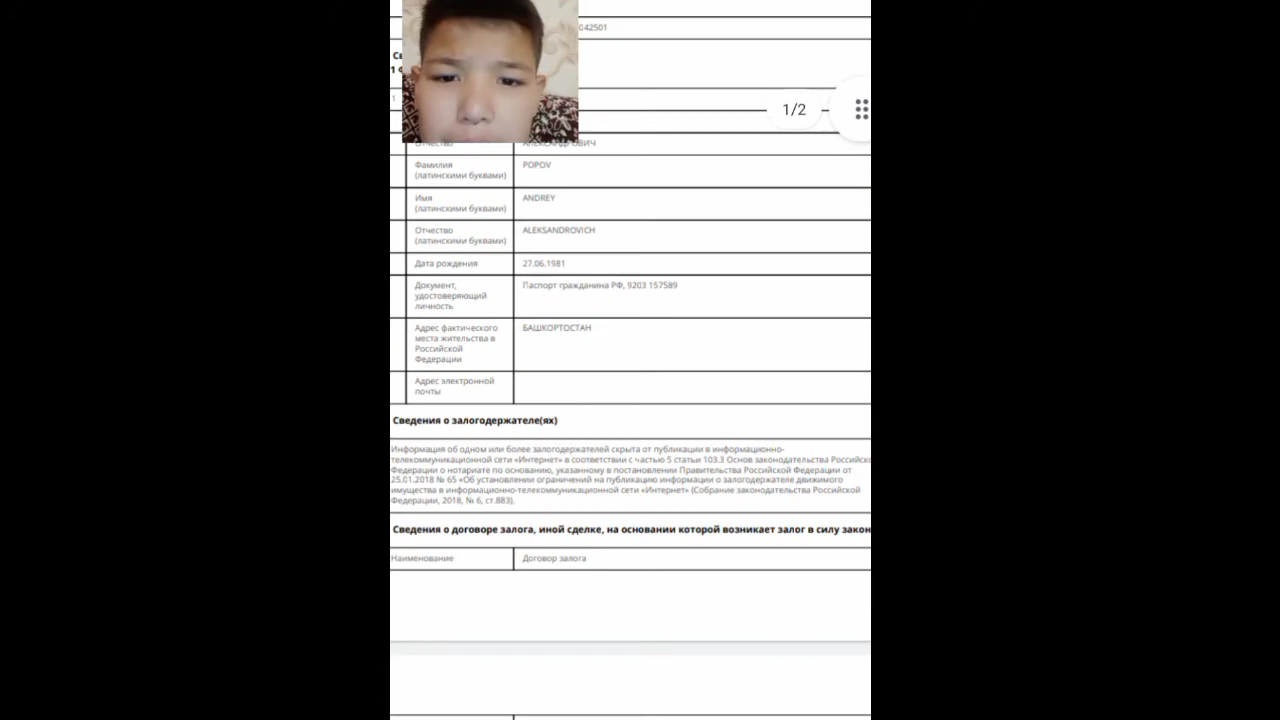 042501
Св
1 Ф
1
1/2
Отчество АЛЕКСАНДРОВИЧ
Фамилия
(латинскими буквами)
POPOV
Имя
(латинскими буквами)
ANDREY
Отчество
(латинскими буквами)
ALEKSANDROVICH
Дата рождения
27.06.1981
Документ,
удостоверяющий
личность
Паспорт гражданина РФ, 9203 157589
Адрес фактического
места жительства в
Российской
Федерации
БАШКОРТОСТАН
Адрес электронной
почты
Сведения о залогодержателе(ях)
Информация об одном или более залогодержателей скрыта от публикации в информационно-
телекоммуникационной сети «Интернет» в соответствии с частью 5 статьи 103.3 Основ законодательства Российско
Федерации о нотариате по основанию, указанному в постановлении Правительства Российской Федерации от
25.01.2018 № 65 «Об установлении ограничений на публикацию информации о залогодержателе движимого
имущества в информационно-телекоммуникационной сети «Интернет» (Собрание законодательства Российской
Федерации, 2018, № 6, ст.883).
Сведения о договоре залога, иной сделке, на основании которой возникает залог в силу закон
Наименование
Договор залога